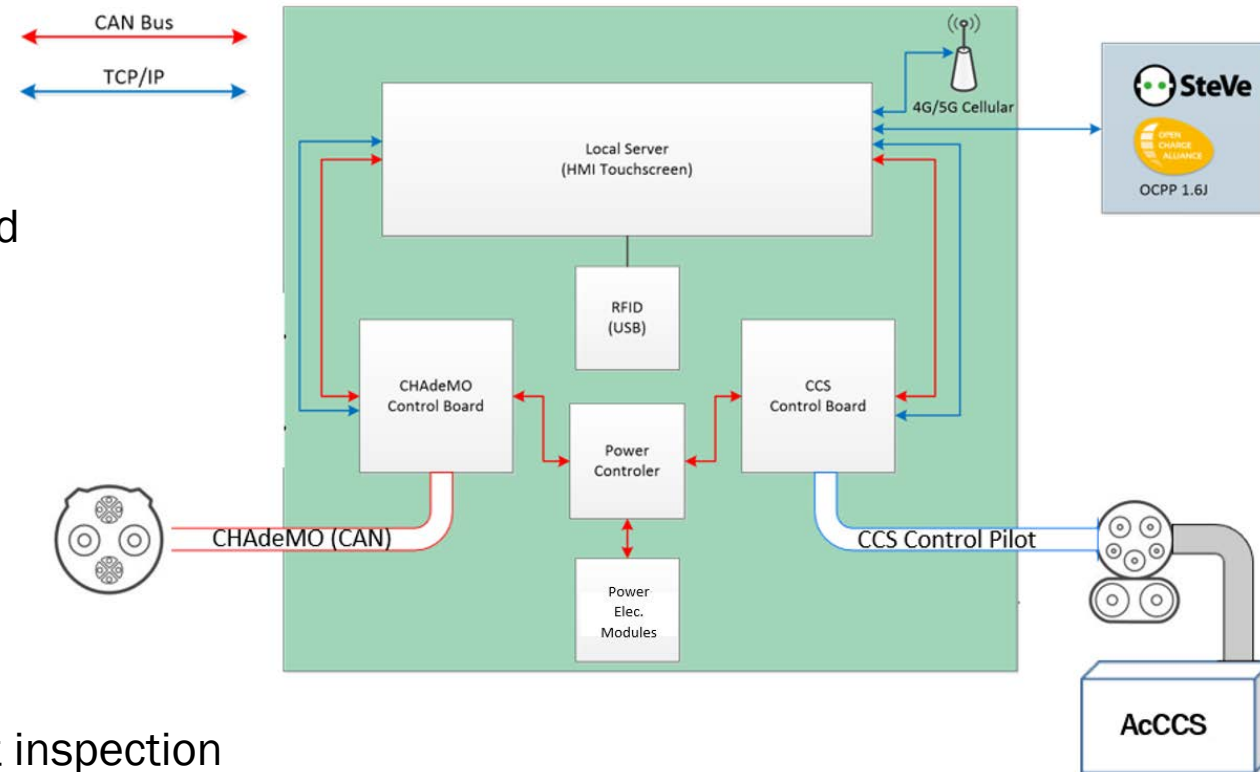 CAN Bus
TCP/IP
4G/5G Cellular
SteVe
OPEN
CHARGE
ALLIANCE
OCPP 1.6J
Local Server
(HMI Touchscreen)
d
RFID
(USB)
CHAdeMO
Control Board
CCS
Control Board
Power
Controler
CHAdeMO (CAN)
CCS Control Pilot
Power
Elec.
Modules
AcCCS
inspection